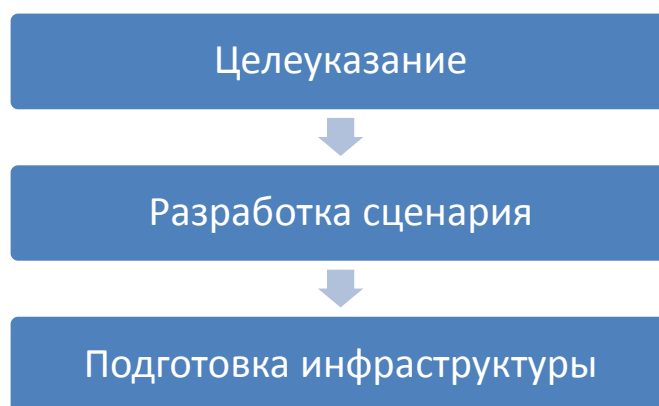 Целеуказание
Разработка сценария
Подготовка инфраструктуры